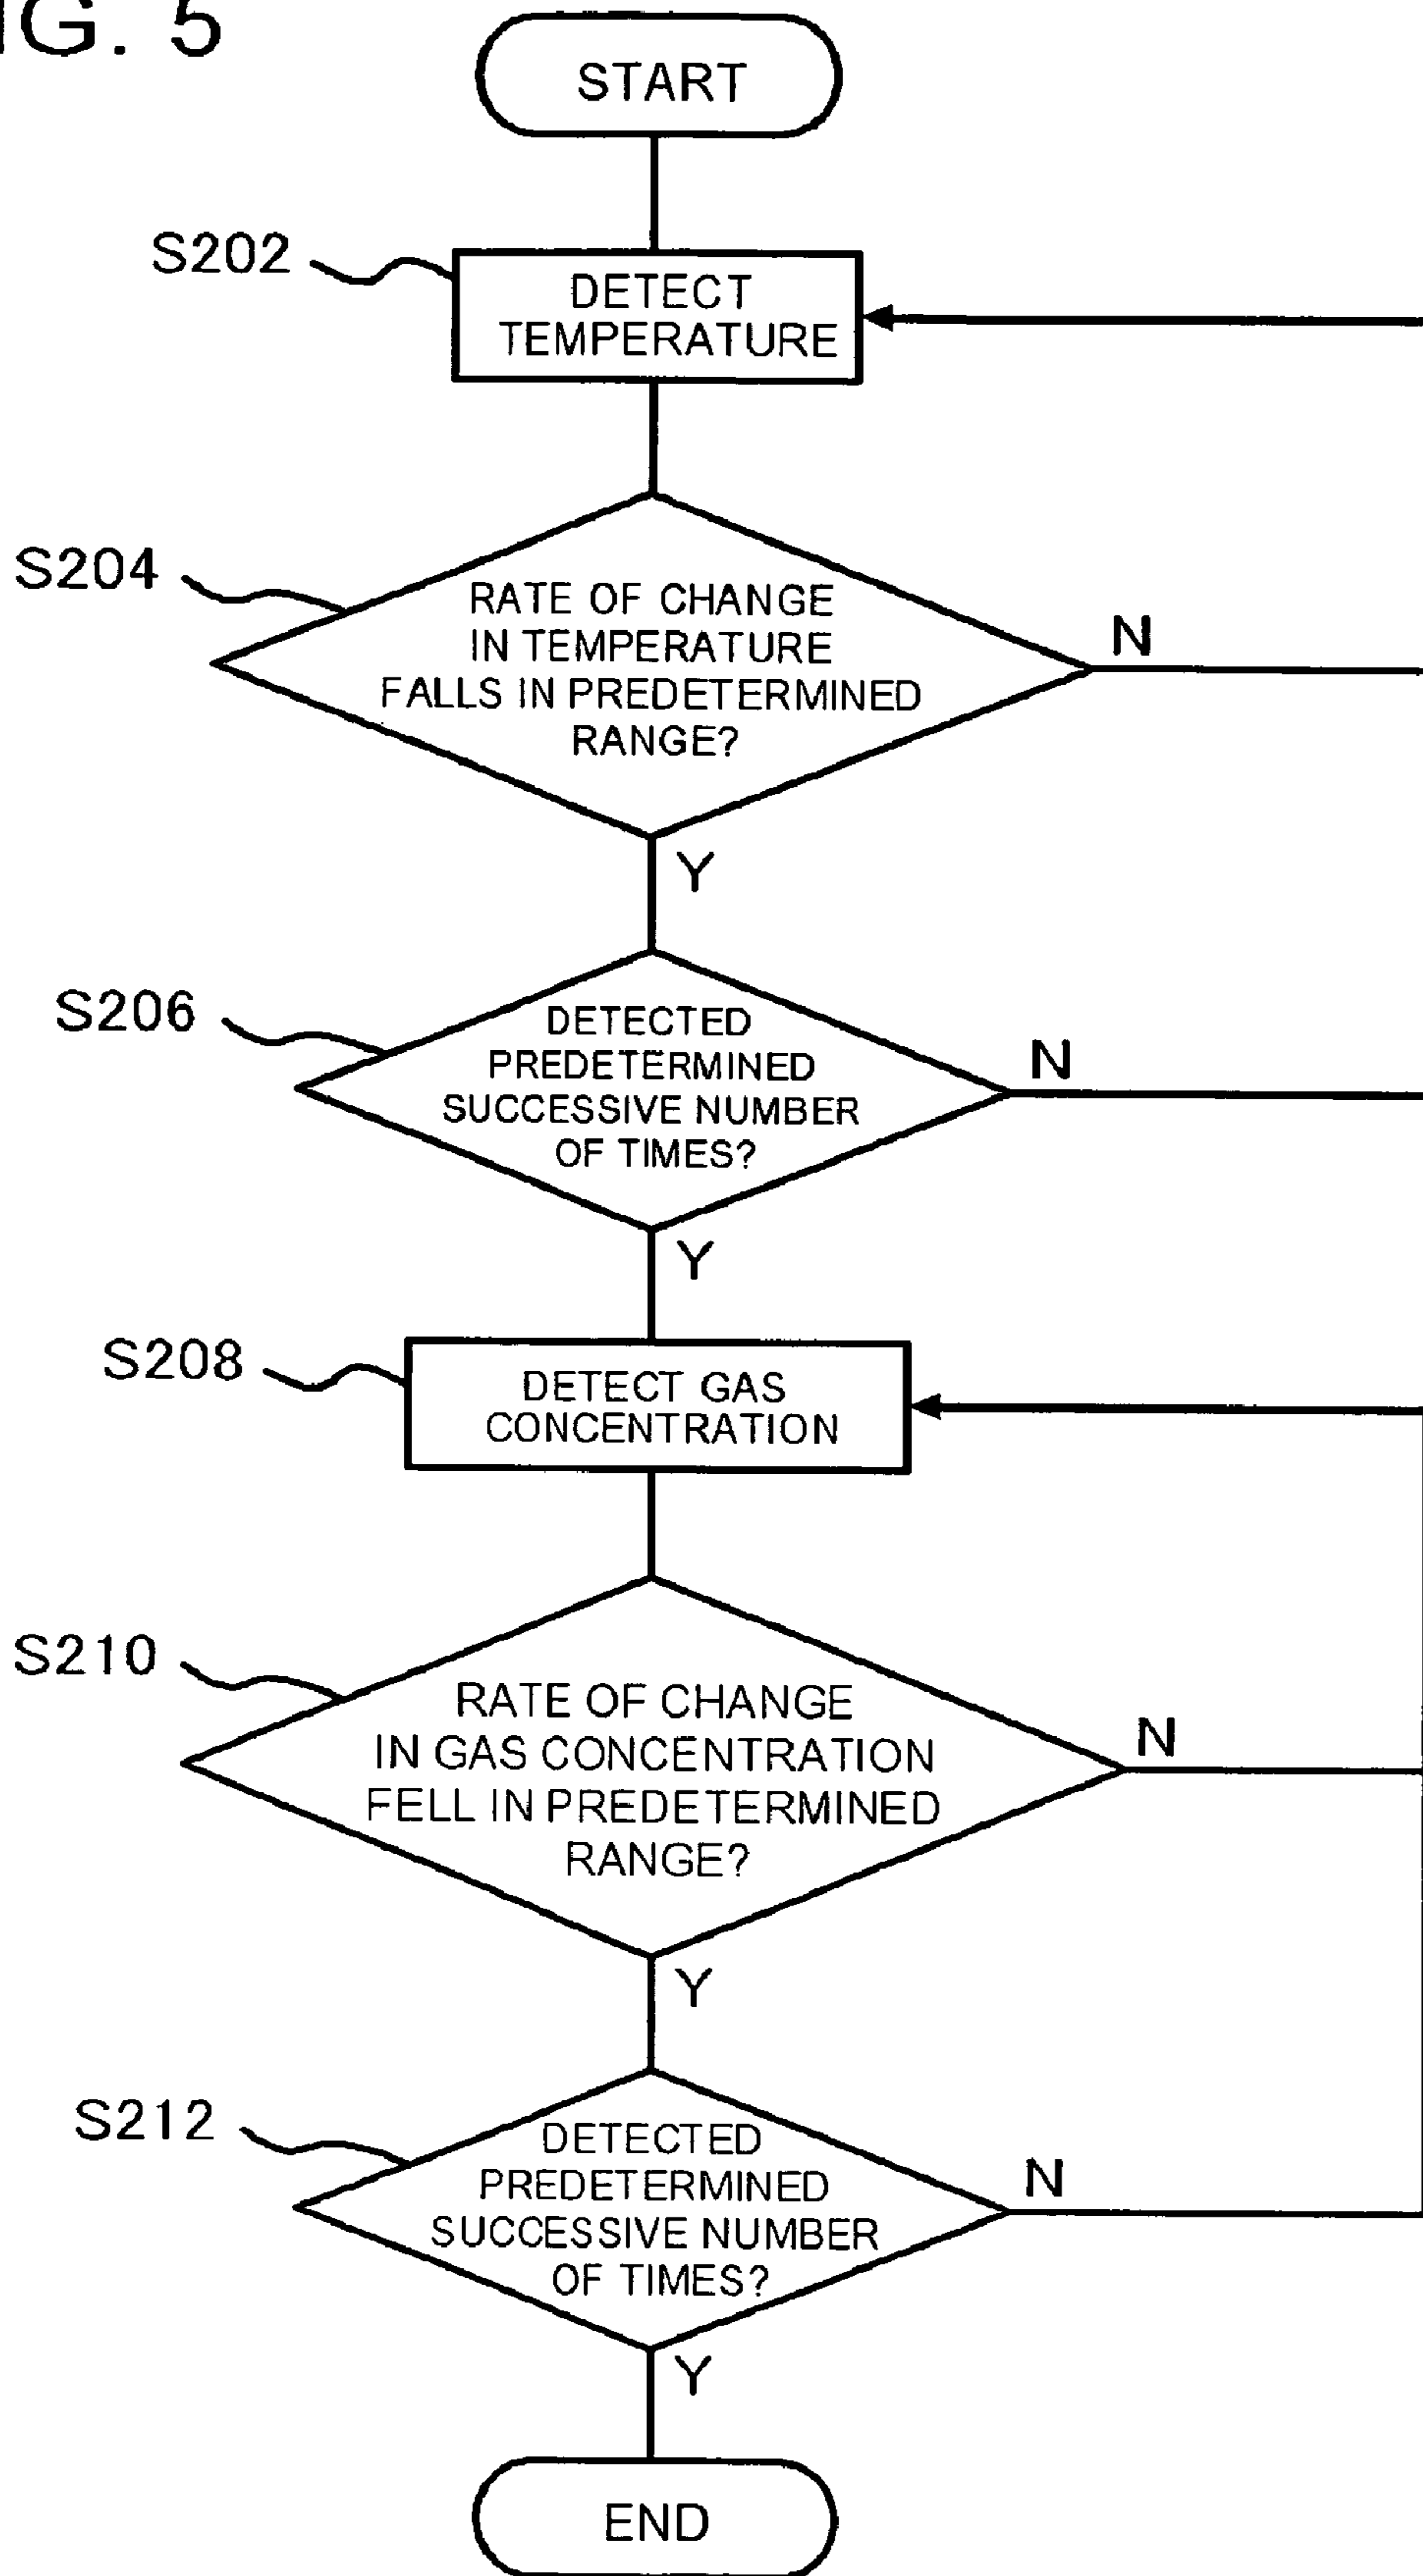 G. 5
START
S202
DETECT
TEMPERATURE
S204
RATE OF CHANGE
IN TEMPERATURE
FALLS IN PREDETERMINED
RANGE?
N
Y
S206
DETECTED
PREDETERMINED
SUCCESSIVE NUMBER
OF TIMES?
N
Y
S208
DETECT GAS
CONCENTRATION
S210
RATE OF CHANGE
IN GAS CONCENTRATION
FELL IN PREDETERMINED
RANGE?
N
Y
S212
DETECTED
PREDETERMINED
SUCCESSIVE NUMBER
OF TIMES?
N
Y
END